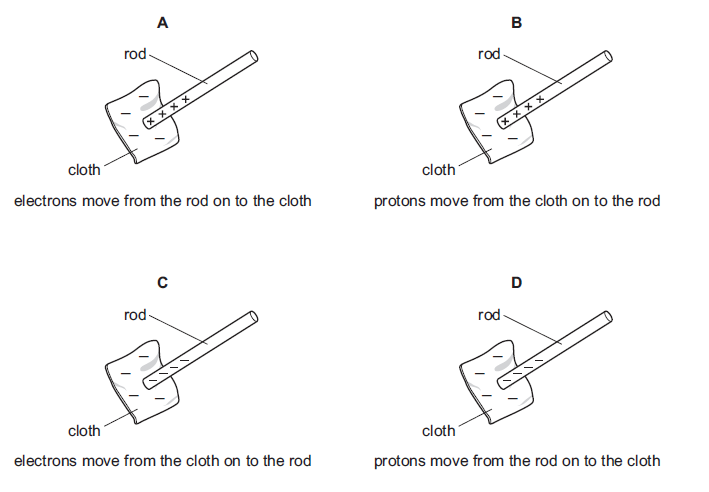 A
B
rod
rod
cloth
cloth
electrons move from the rod on to the cloth
protons move from the cloth on to the rod
C
D
rod
rod
cloth
cloth
electrons move from the cloth on to the rod
protons move from the rod on to the cloth